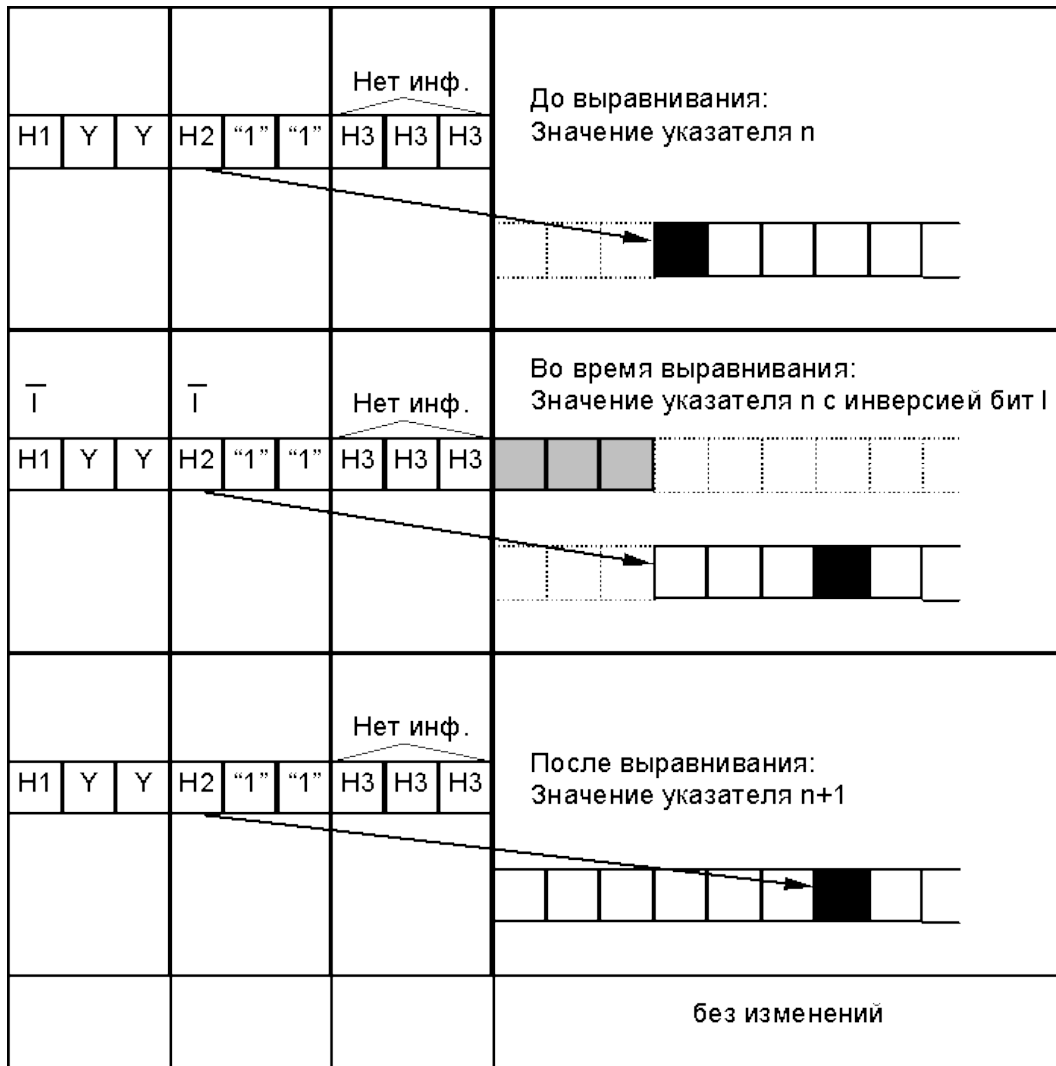 Нет инф.
До выравнивания:
Значение указателя n
H1 Y Y H2 “1” “1” H3 H3 H3
Во время выравнивания:
Значение указателя n с инверсией бит I
I I
Нет инф.
H1 Y Y H2 “1” “1” H3 H3 H3
Нет инф.
После выравнивания:
Значение указателя n+1
H1 Y Y H2 “1” “1” H3 H3 H3
без изменений